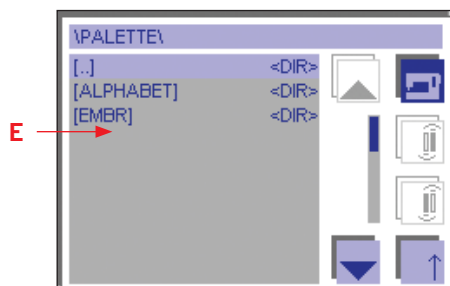 \PALETTE\
[..] <DIR>
[ALPHABET] <DIR>
[EMBR] <DIR>
E